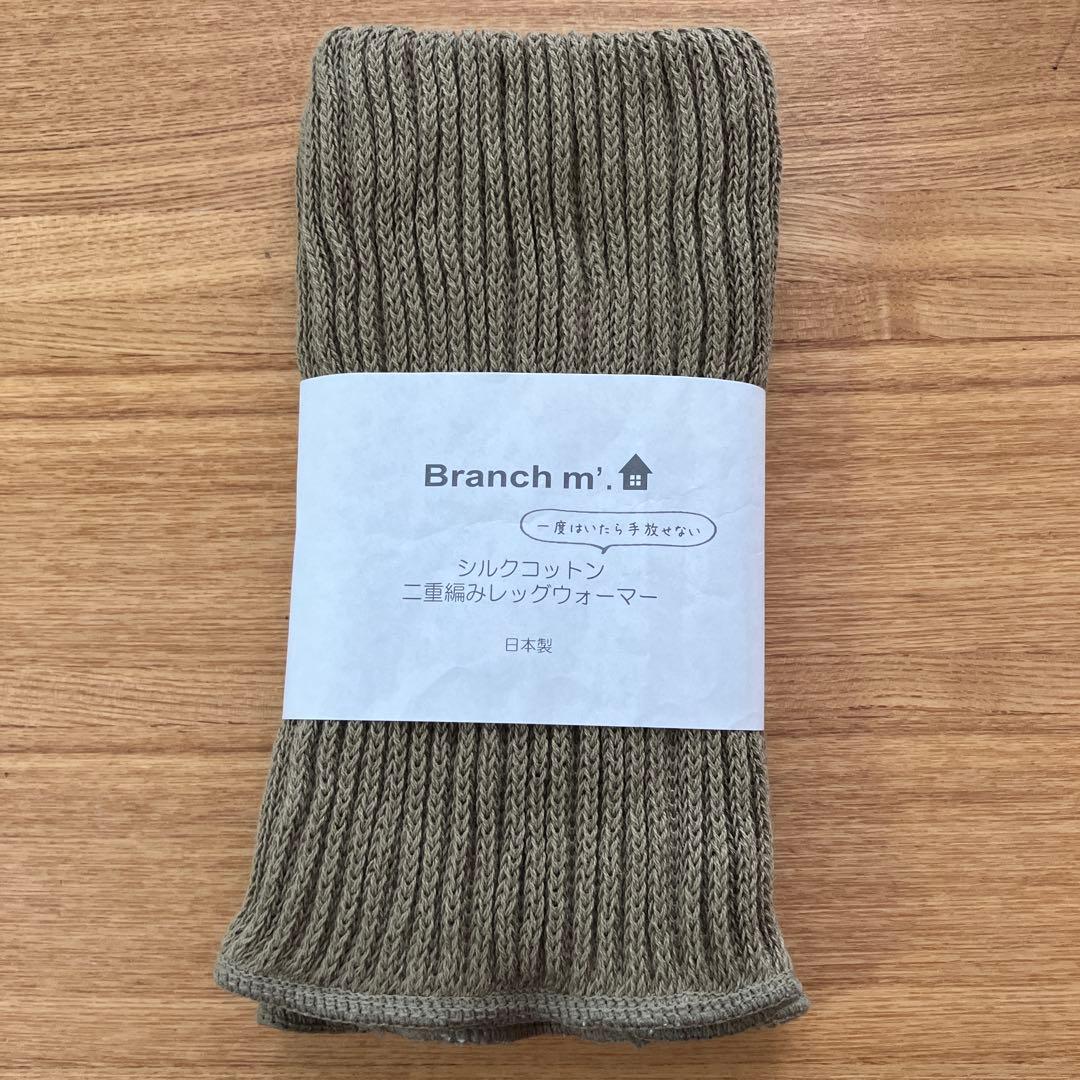 Branch m'.
一度はいたら手放せない
シルクコットン
二重編みレッグウォーマー
日本製